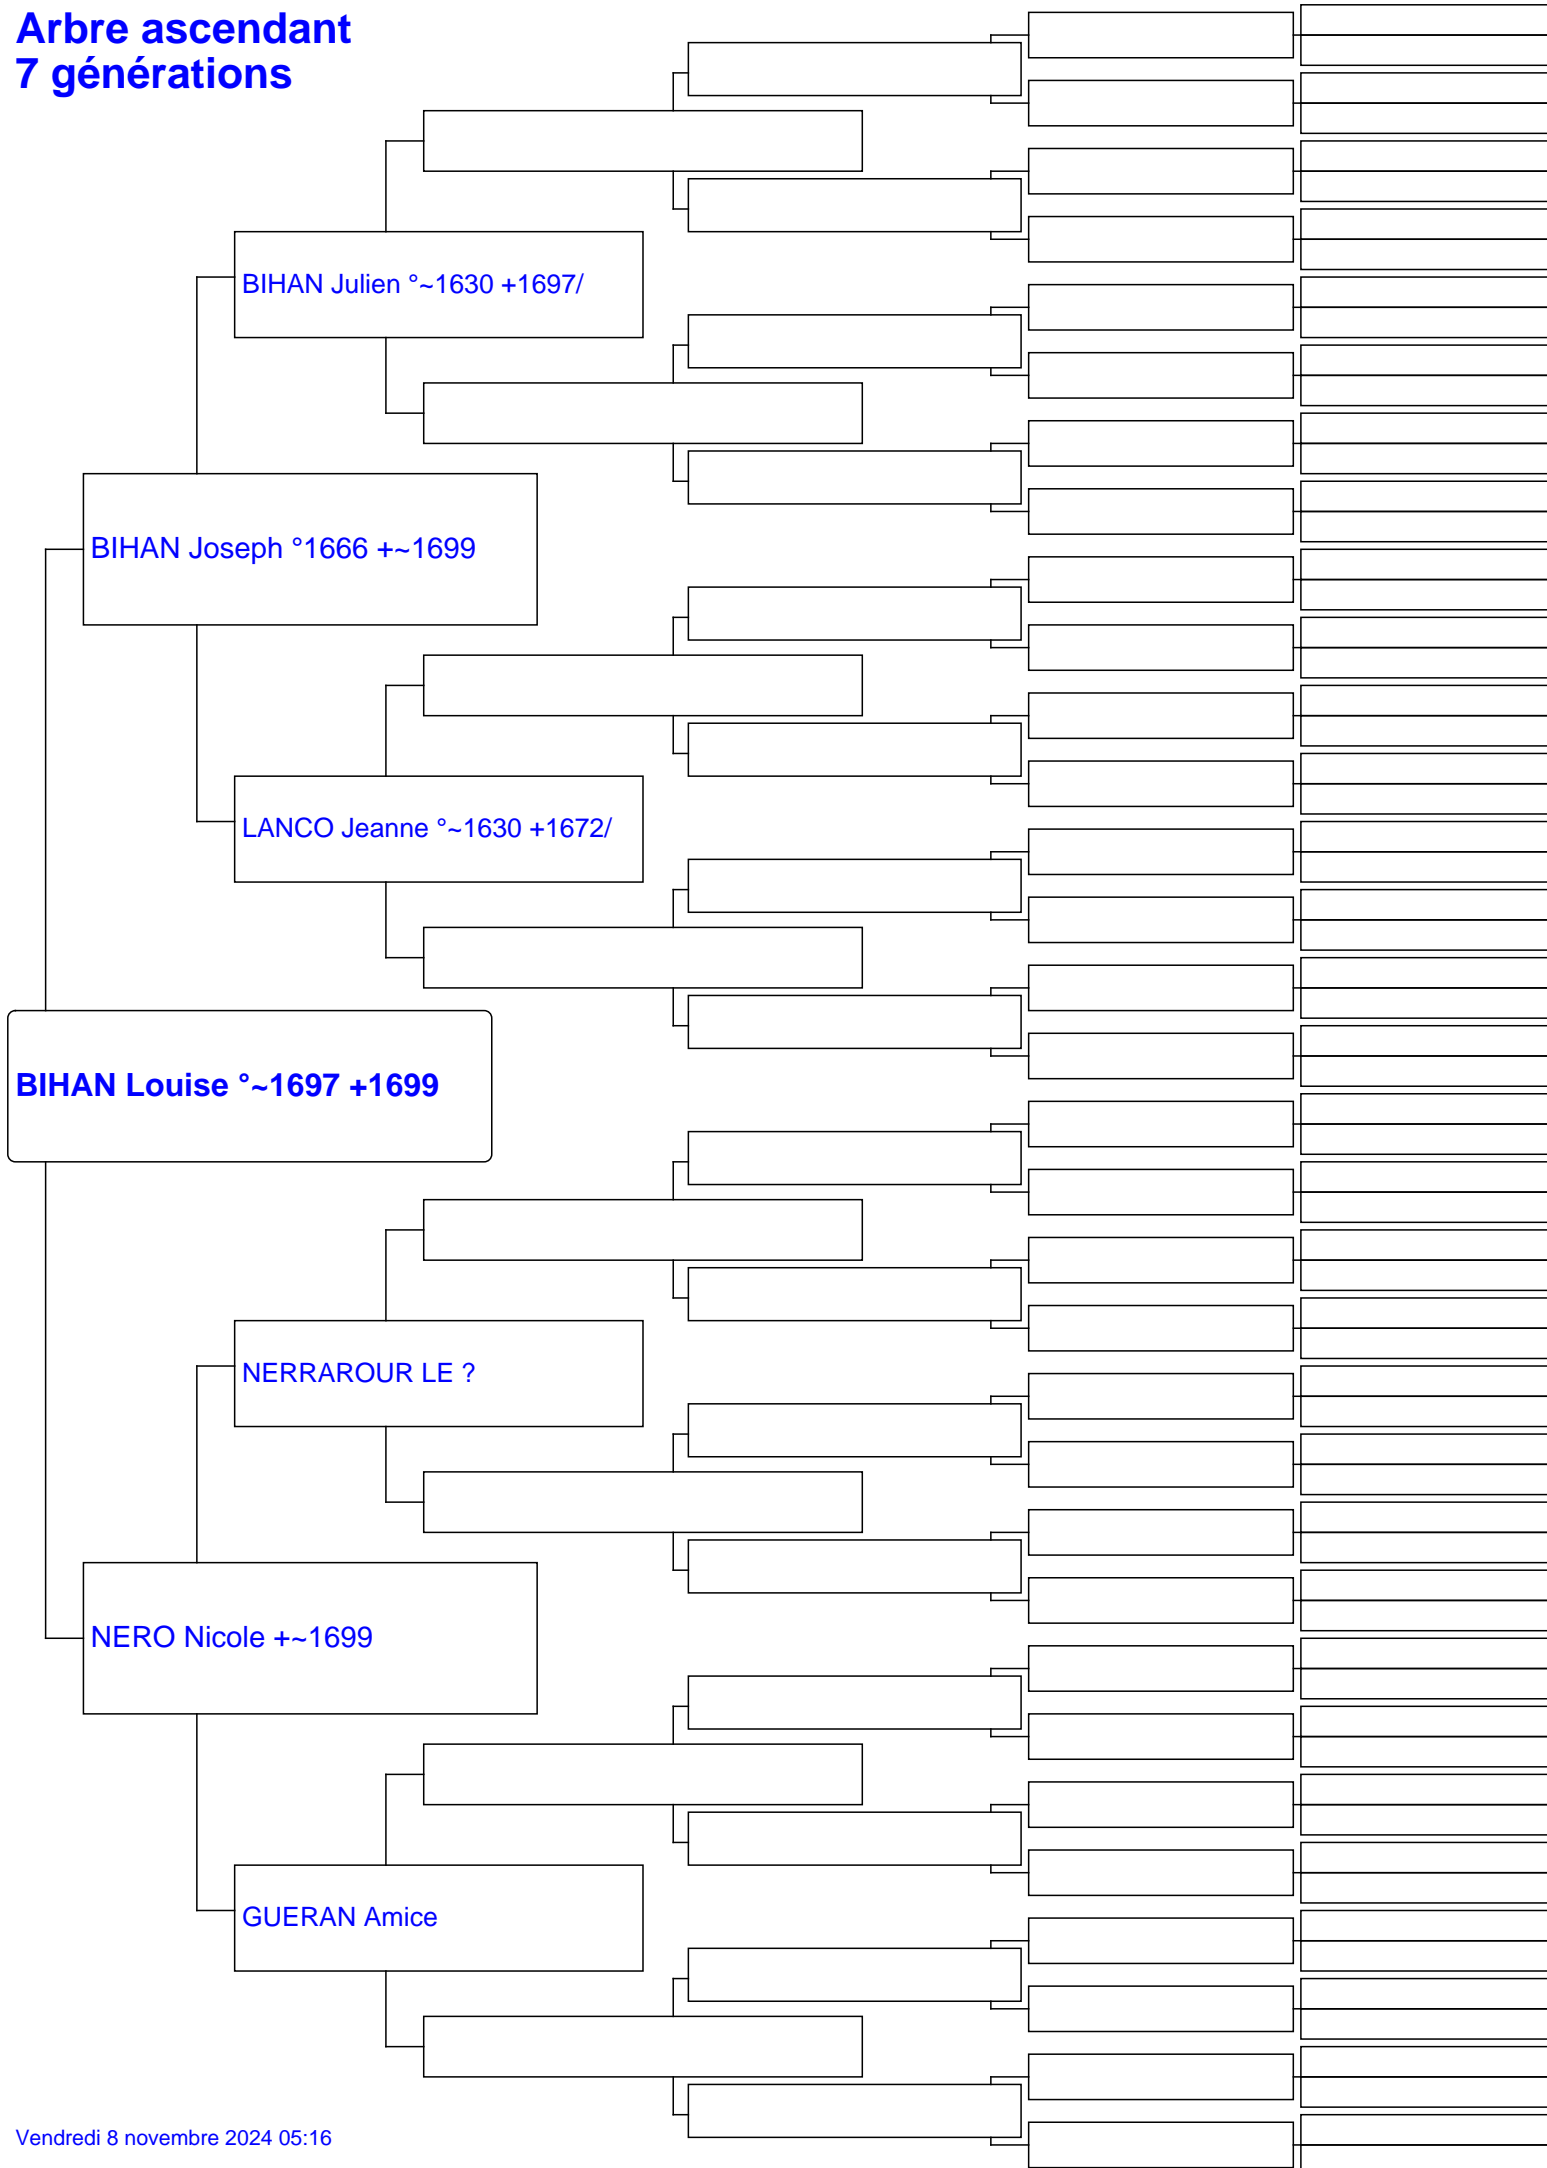 Arbre ascendant
7 générations
BIHAN Julien °~1630 +1697/
BIHAN Joseph °1666 +~1699
LANCO Jeanne °~1630 +1672/
BIHAN Louise °~1697 +1699
NERRAROUR LE ?
NERO Nicole +~1699
GUERAN Amice
Vendredi 8 novembre 2024 05:16